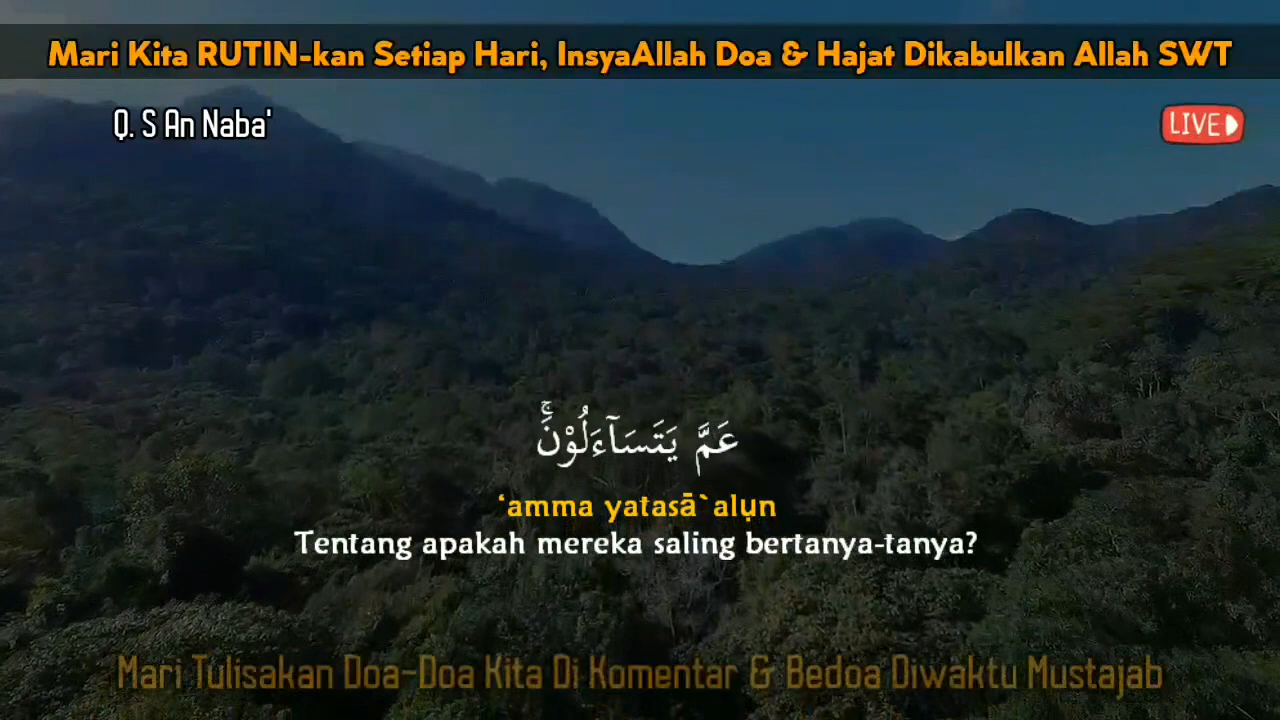 Mari Kita RUTIN-kan Setiap Hari, InsyaAllah Doa & Hajat Dikabulkan Allah SWT
Q. S An Naba'
LIVE
عَمَّ يَتَسَآءَلُوْنَۚ
‘amma yatasā`alụn
Tentang apakah mereka saling bertanya-tanya?
Mari Tulisakan Doa-Doa Kita Di Komentar & Bedoa Diwaktu Mustajab